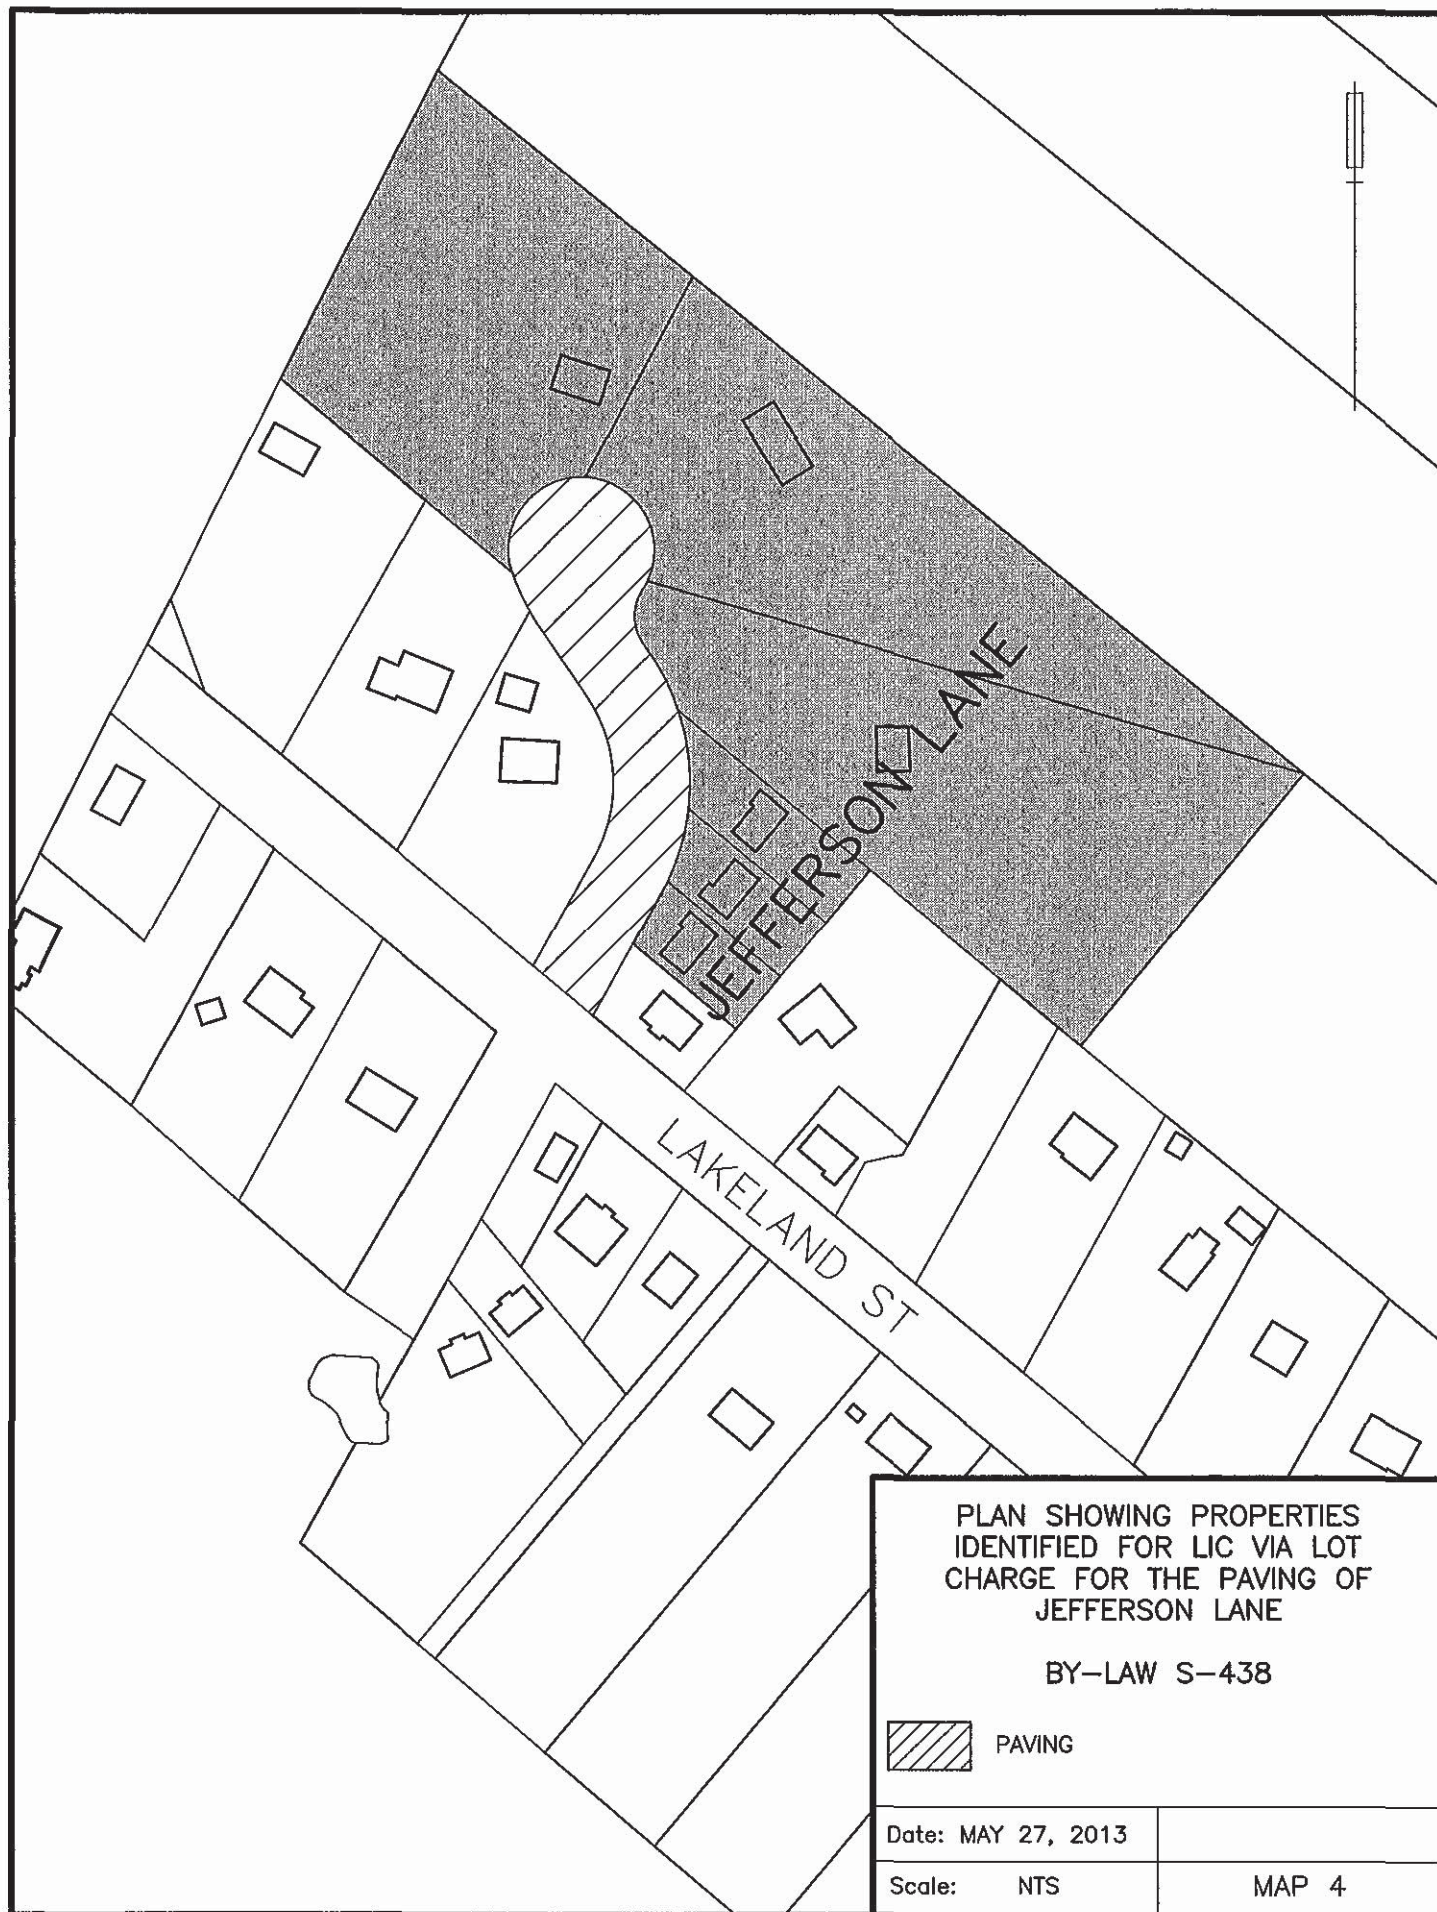 JEFFERSON LANE
LAKELAND ST
PLAN SHOWING PROPERTIES
IDENTIFIED FOR LIC VIA LOT
CHARGE FOR THE PAVING OF
JEFFERSON LANE
BY-LAW S-438
PAVING
Date: MAY 27, 2013
Scale: NTS
MAP 4